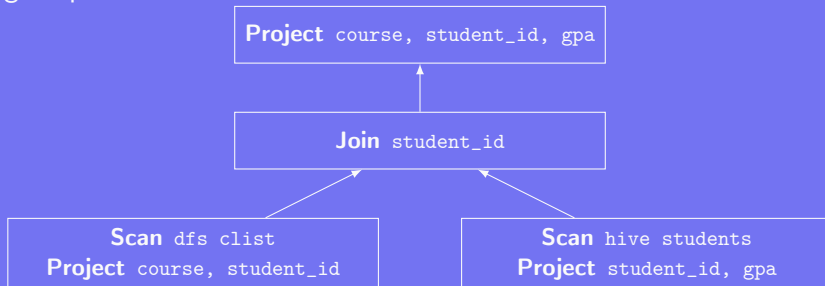 Project course, student_id, gpa
Join student_id
Scan dfs clist
Project course, student_id
Scan hive students
Project student_id, gpa